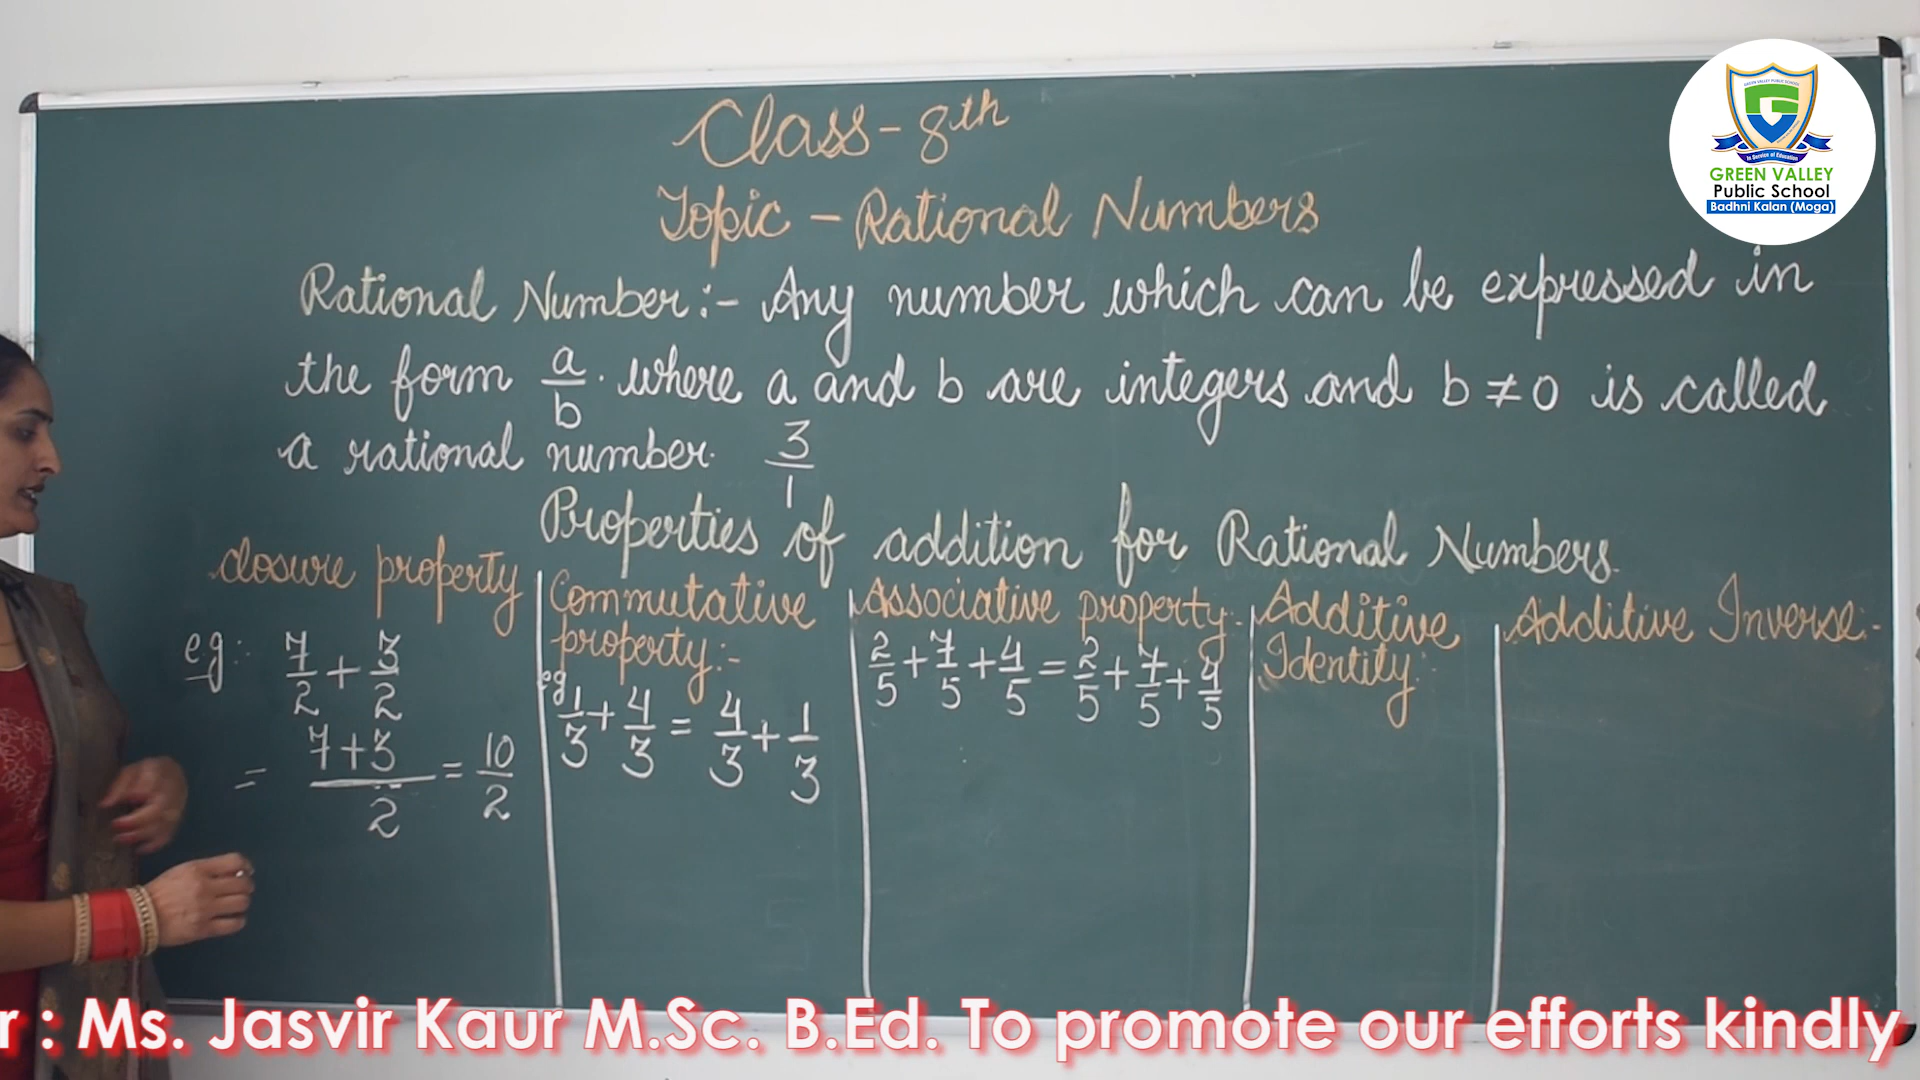 Class - 8th
Topic - Rational Numbers
Rational Number:- Any number which can be expressed in
the form a/b. where a and b are integers and b ≠ 0 is called
a rational number. 3/1
Properties of addition for Rational Numbers.
closure property
eg:- 7/2 + 3/2
= 7+3/2 = 10/2
Commutative
property:-
eg 1/3 + 4/3 = 4/3 + 1/3
Associative property:-
2/5 + 7/5 + 4/5 = 2/5 + 7/5 + 4/5
Additive
Identity:
Additive Inverse:-
In Service of Education
GREEN VALLEY
Public School
Badhni Kalan (Moga)
r : Ms. Jasvir Kaur M.Sc. B.Ed. To promote our efforts kindly